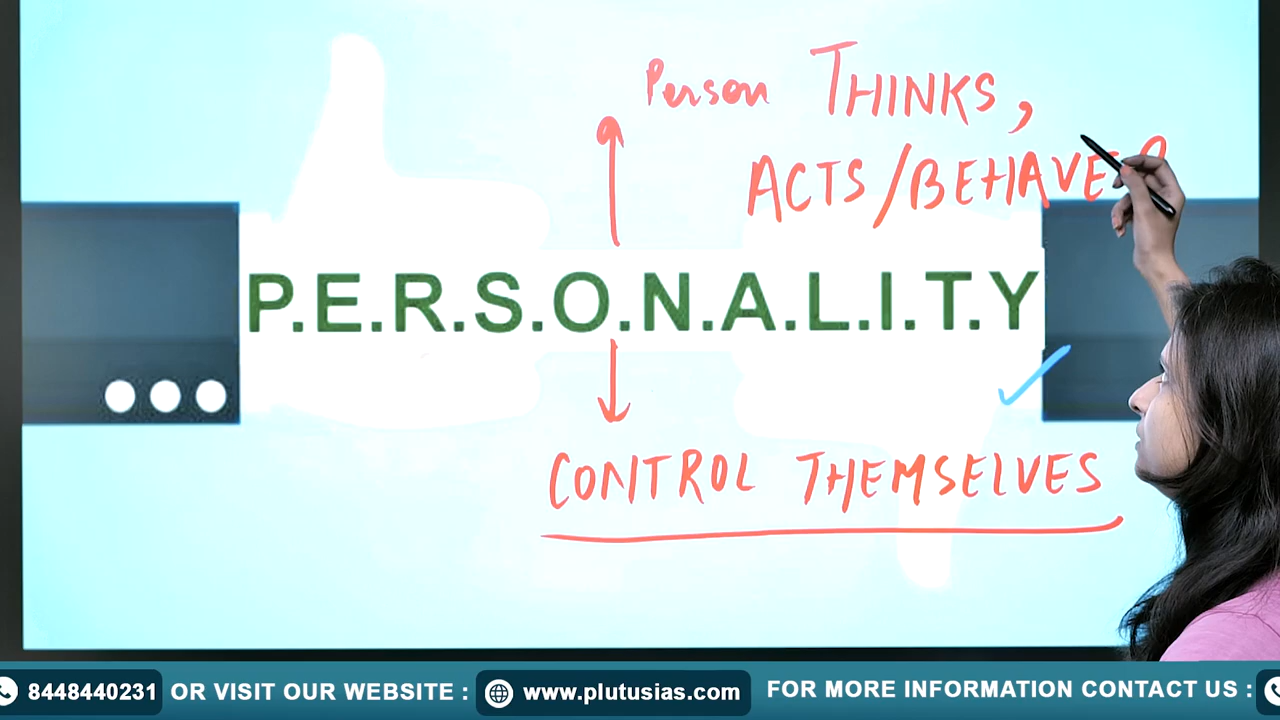 Person THINKS,
ACTS/BEHAVES
P.E.R.S.O.N.A.L.I.T.Y
CONTROL THEMSELVES
8448440231 OR VISIT OUR WEBSITE : www.plutusias.com FOR MORE INFORMATION CONTACT US :